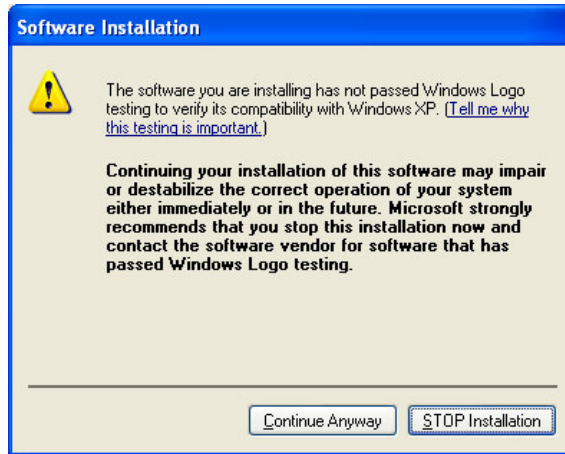 Software Installation
The software you are installing has not passed Windows Logo
testing to verify its compatibility with Windows XP. (Tell me why
this testing is important.)
Continuing your installation of this software may impair
or destabilize the correct operation of your system
either immediately or in the future. Microsoft strongly
recommends that you stop this installation now and
contact the software vendor for software that has
passed Windows Logo testing.
Continue Anyway
STOP Installation